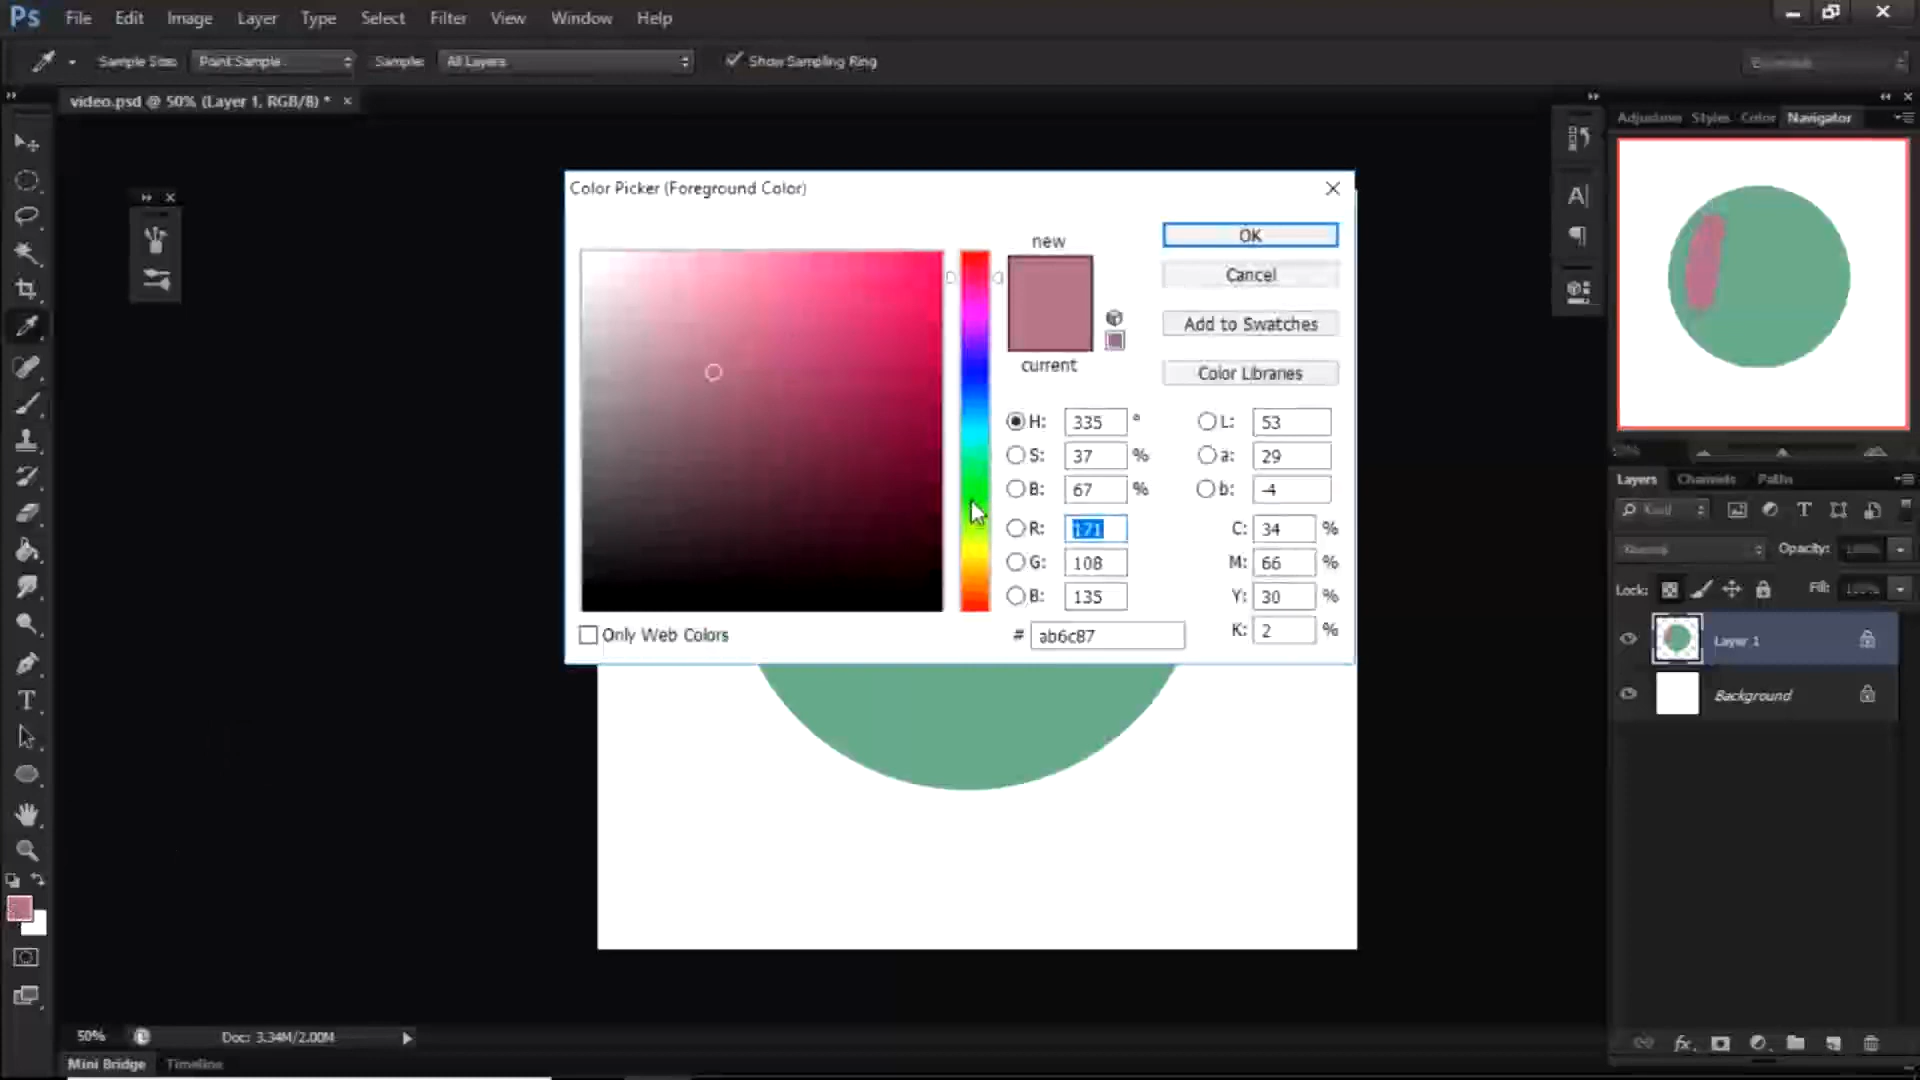 Ps File Edit Image Layer Type Select Filter View Window Help
Sample Size: Point Sample Sample: All Layers Show Sampling Ring
video.psd @ 50% (Layer 1, RGB/8) *
Adjustments Styles Color Navigator
Color Picker (Foreground Color)
new
current
OK
Cancel
Add to Swatches
Color Libraries
H: 335 °
S: 37 %
B: 67 %
R: 171
G: 108
B: 135
# ab6c87
L: 53
a: 29
b: -4
C: 34 %
M: 66 %
Y: 30 %
K: 2 %
Only Web Colors
Layers Channels Paths
Kind
Opacity:
Lock: Fill:
Layer 1
Background
50% Doc: 3.34M/2.00M
Mini Bridge Timeline